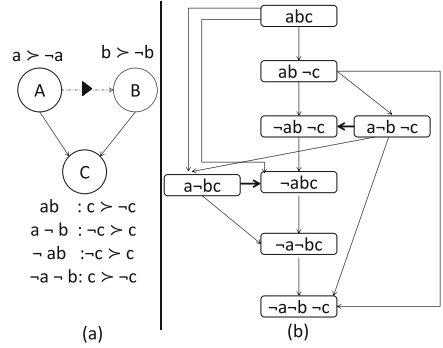 a ≻ ¬a
b ≻ ¬b
A
B
C
ab : c ≻ ¬c
a ¬ b : ¬c ≻ c
¬ ab :¬c ≻ c
¬a ¬ b: c ≻ ¬c
(a)
abc
ab ¬c
¬ab ¬c
a¬b ¬c
a¬bc
¬abc
¬a¬bc
¬a¬b ¬c
(b)